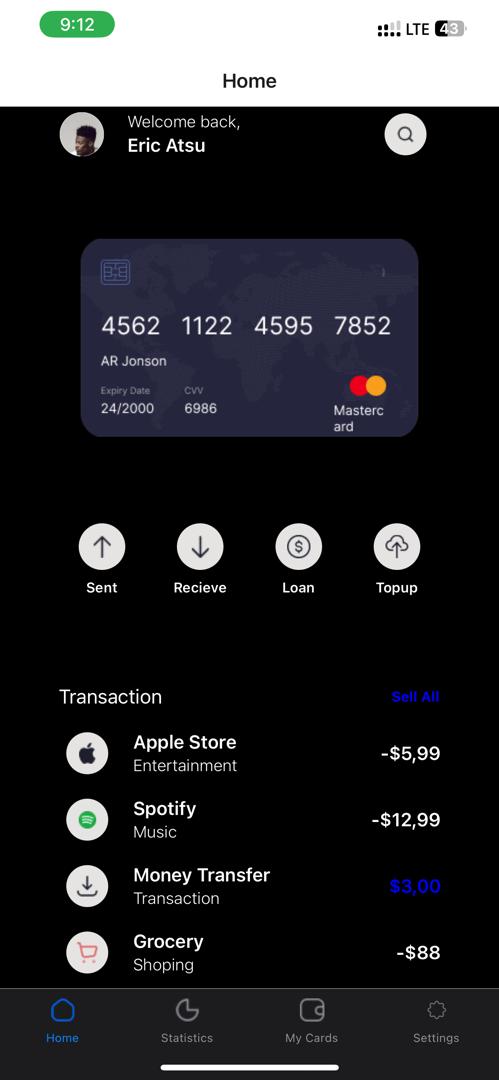 9:12
LTE 43
Home
Welcome back,
Eric Atsu
4562 1122 4595 7852
AR Jonson
Expiry Date CVV
24/2000 6986
Masterc
ard
Sent Recieve Loan Topup
Transaction Sell All
Apple Store
Entertainment
-$5,99
Spotify
Music
-$12,99
Money Transfer
Transaction
$3,00
Grocery
Shoping
-$88
Home Statistics My Cards Settings